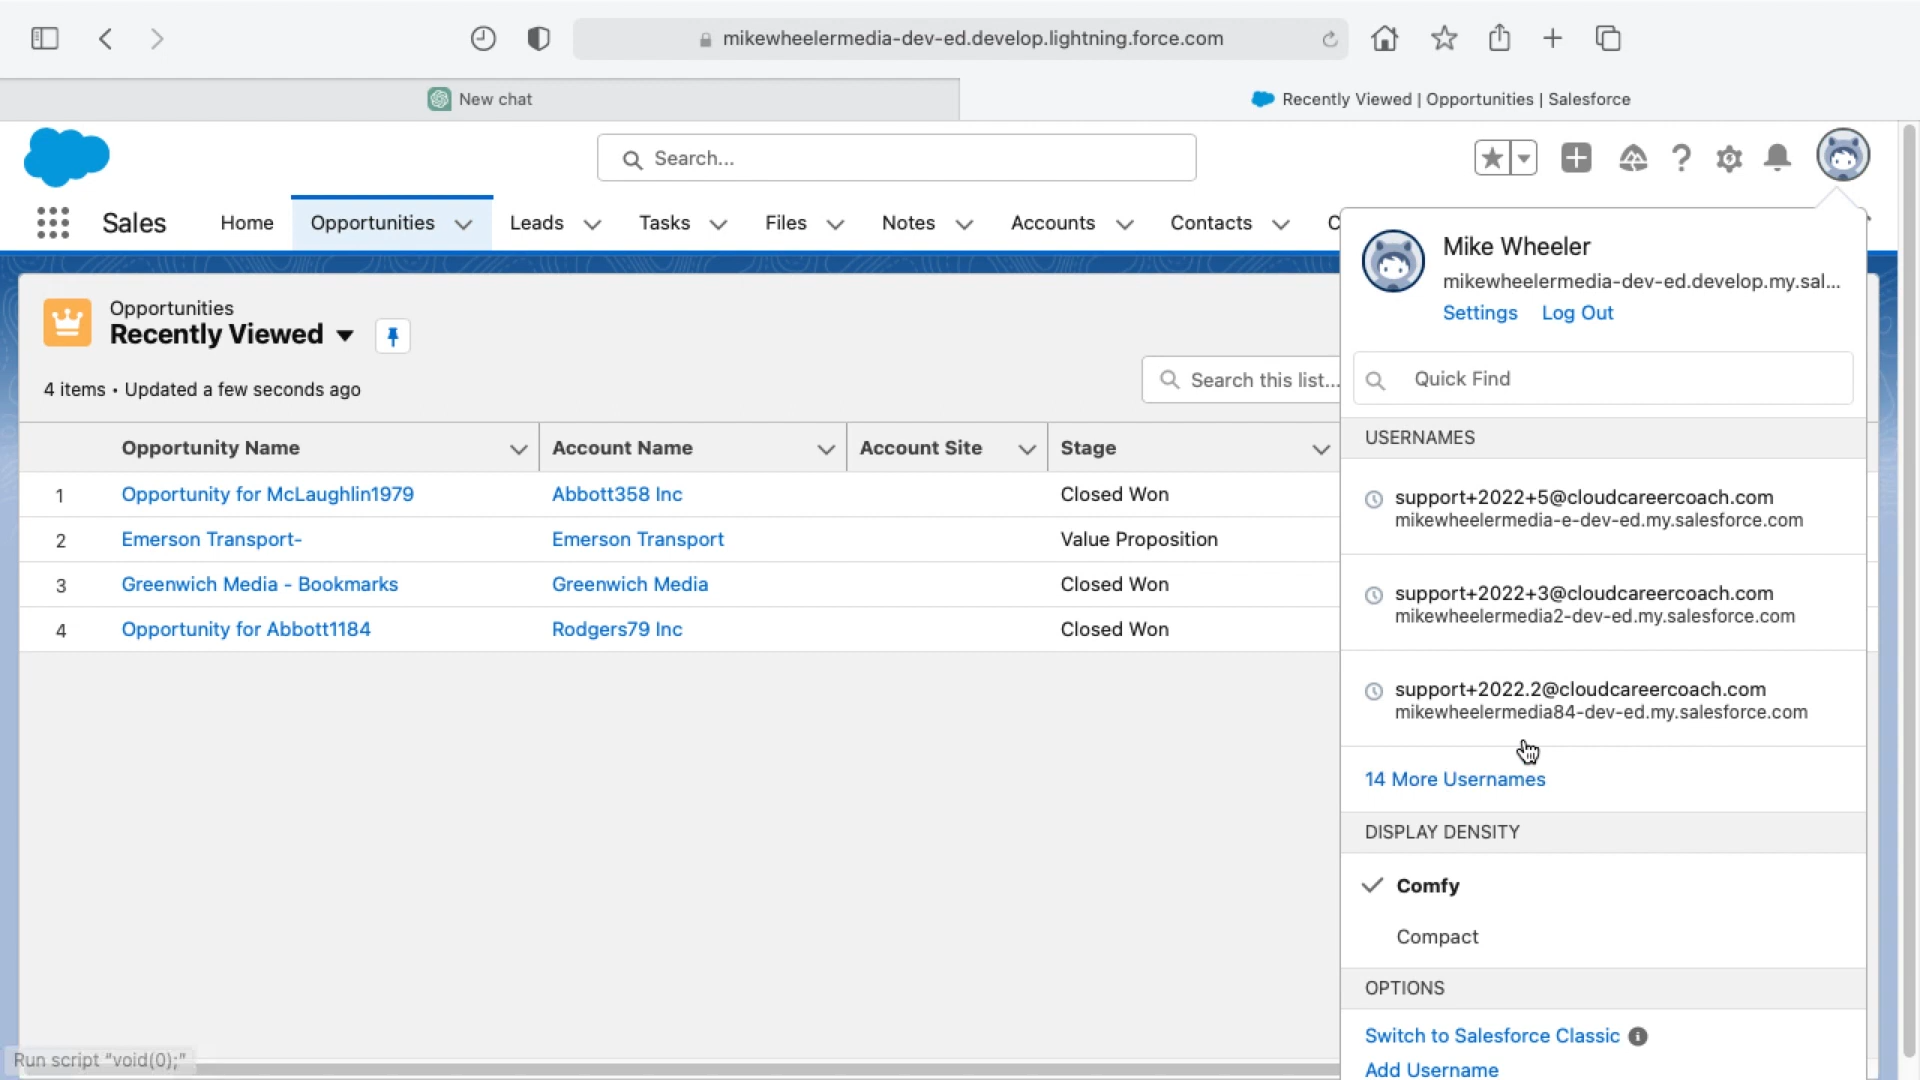 mikewheelermedia-dev-ed.develop.lightning.force.com
New chat
Recently Viewed | Opportunities | Salesforce
Search...
Sales
Home
Opportunities
Leads
Tasks
Files
Notes
Accounts
Contacts
C
Opportunities
Recently Viewed
4 items • Updated a few seconds ago
Search this list...
Opportunity Name
Account Name
Account Site
Stage
1
Opportunity for McLaughlin1979
Abbott358 Inc
Closed Won
2
Emerson Transport-
Emerson Transport
Value Proposition
3
Greenwich Media - Bookmarks
Greenwich Media
Closed Won
4
Opportunity for Abbott1184
Rodgers79 Inc
Closed Won
Mike Wheeler
mikewheelermedia-dev-ed.develop.my.sal...
Settings
Log Out
Quick Find
USERNAMES
support+2022+5@cloudcareercoach.com
mikewheelermedia-e-dev-ed.my.salesforce.com
support+2022+3@cloudcareercoach.com
mikewheelermedia2-dev-ed.my.salesforce.com
support+2022.2@cloudcareercoach.com
mikewheelermedia84-dev-ed.my.salesforce.com
14 More Usernames
DISPLAY DENSITY
Comfy
Compact
OPTIONS
Switch to Salesforce Classic
Add Username
Run script "void(0);"